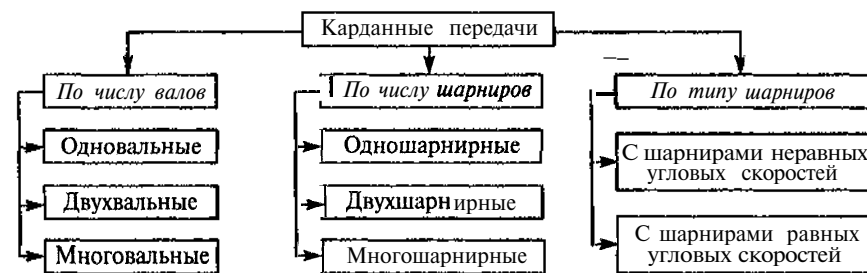 Карданные передачи
По числу валов
Одновальные
Двухвальные
Многовальные
По числу шарниров
Одношарнирные
Двухшарнирные
Многошарнирные
По типу шарниров
С шарнирами неравных
угловых скоростей
С шарнирами равных
угловых скоростей